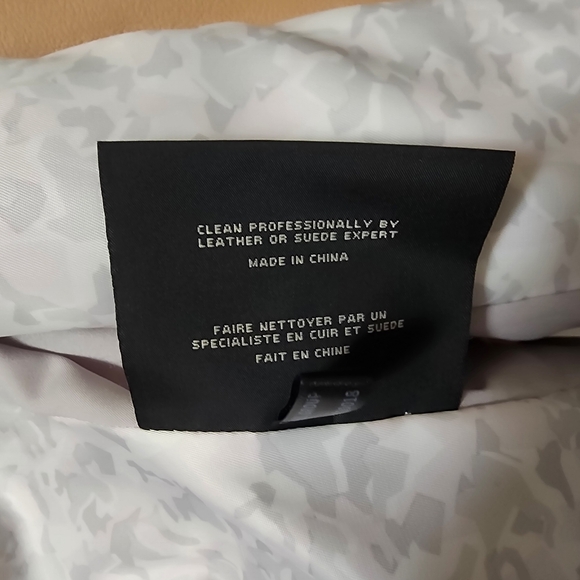 CLEAN PROFESSIONALLY BY
LEATHER OR SUEDE EXPERT
MADE IN CHINA
FAIRE NETTOYER PAR UN
SPECIALISTE EN CUIR ET SUEDE
FAIT EN CHINE